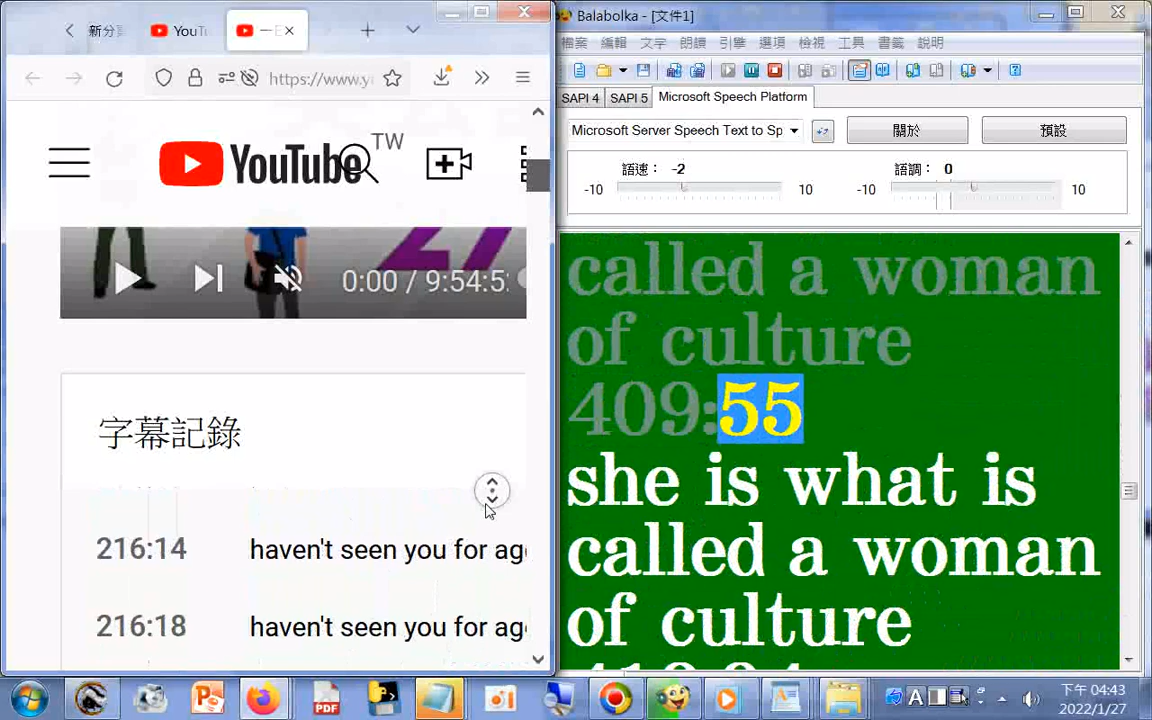 新分
YouT
一E
https://www.y
YouTube
TW
27
0:00 / 9:54:5
字幕記錄
216:14
haven't seen you for ag
216:18
haven't seen you for ag
Balabolka - [文件1]
檔案 編輯 文字 朗讀 引擎 選項 檢視 工具 書籤 說明
SAPI 4 SAPI 5 Microsoft Speech Platform
Microsoft Server Speech Text to Sp
關於 預設
語速: -2
-10 10
語調: 0
-10 10
called a woman
of culture
409:55
she is what is
called a woman
of culture
PDF
A
下午 04:43
2022/1/27